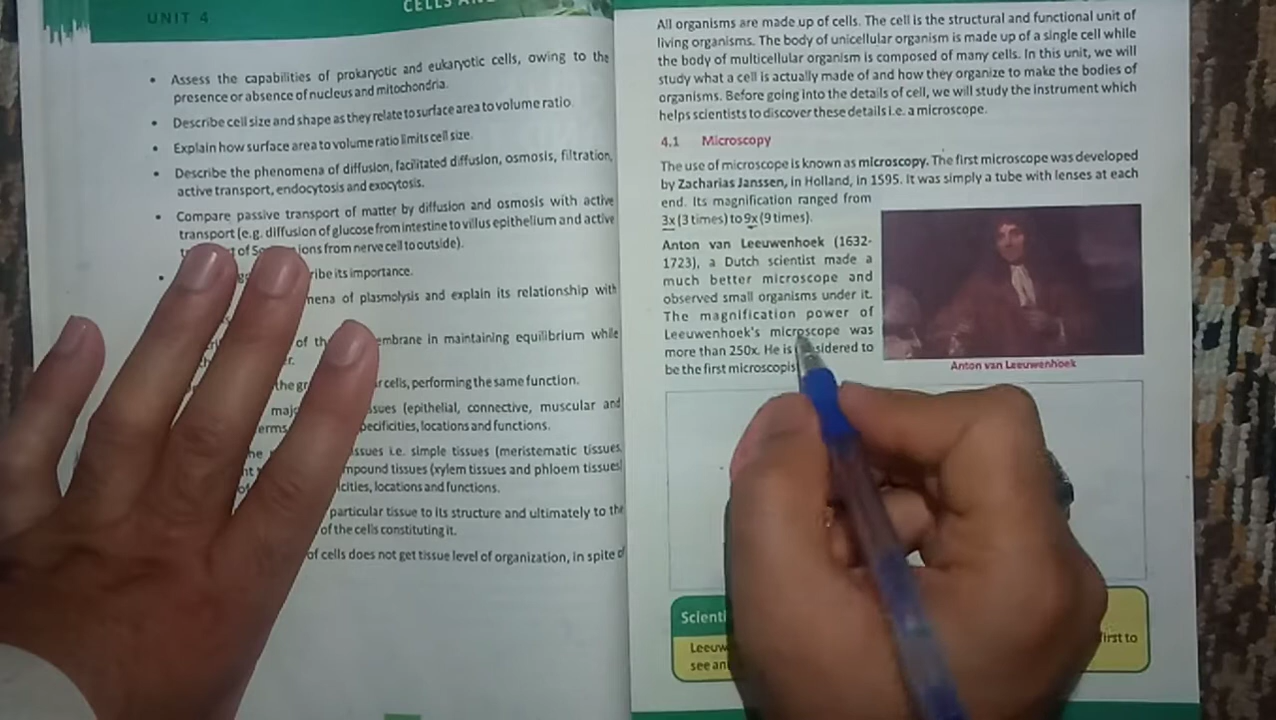 UNIT 4
CELLS
• Assess the capabilities of prokaryotic and eukaryotic cells, owing to the
presence or absence of nucleus and mitochondria.
• Describe cell size and shape as they relate to surface area to volume ratio.
• Explain how surface area to volume ratio limits cell size.
• Describe the phenomena of diffusion, facilitated diffusion, osmosis, filtration,
active transport, endocytosis and exocytosis.
• Compare passive transport of matter by diffusion and osmosis with active
transport (e.g. diffusion of glucose from intestine to villus epithelium and active
of ions from nerve cell to outside).
its importance.
of plasmolysis and explain its relationship with
of in maintaining equilibrium while
the cells, performing the same function.
(epithelial, connective, muscular and
locations and functions.
i.e. simple tissues (meristematic tissues,
tissues (xylem tissues and phloem tissues)
locations and functions.
particular tissue to its structure and ultimately to the
of the cells constituting it.
of cells does not get tissue level of organization, in spite of
All organisms are made up of cells. The cell is the structural and functional unit of
living organisms. The body of unicellular organism is made up of a single cell while
the body of multicellular organism is composed of many cells. In this unit, we will
study what a cell is actually made of and how they organize to make the bodies of
organisms. Before going into the details of cell, we will study the instrument which
helps scientists to discover these details i.e. a microscope.
4.1 Microscopy
The use of microscope is known as microscopy. The first microscope was developed
by Zacharias Janssen, in Holland, in 1595. It was simply a tube with lenses at each
end. Its magnification ranged from
3x (3 times) to 9x (9 times).
Anton van Leeuwenhoek (1632-
1723), a Dutch scientist made a
much better microscope and
observed small organisms under it.
The magnification power of
Leeuwenhoek's microscope was
more than 250x. He is to
be the first
Anton van Leeuwenhoek
first to
see